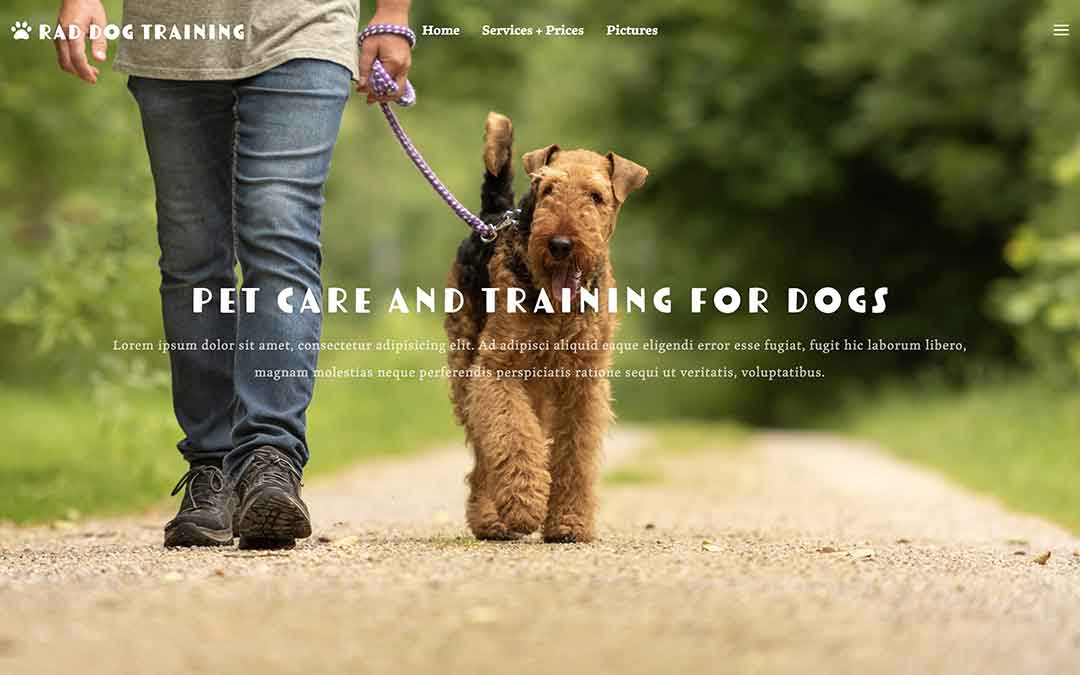 RAD DOG TRAINING
Home Services + Prices Pictures
PET CARE AND TRAINING FOR DOGS
Lorem ipsum dolor sit amet, consectetur adipisicing elit. Ad adipisci aliquid eaque eligendi error esse fugiat, fugit hic laborum libero,
magnam molestias neque perferendis perspiciatis ratione sequi ut veritatis, voluptatibus.